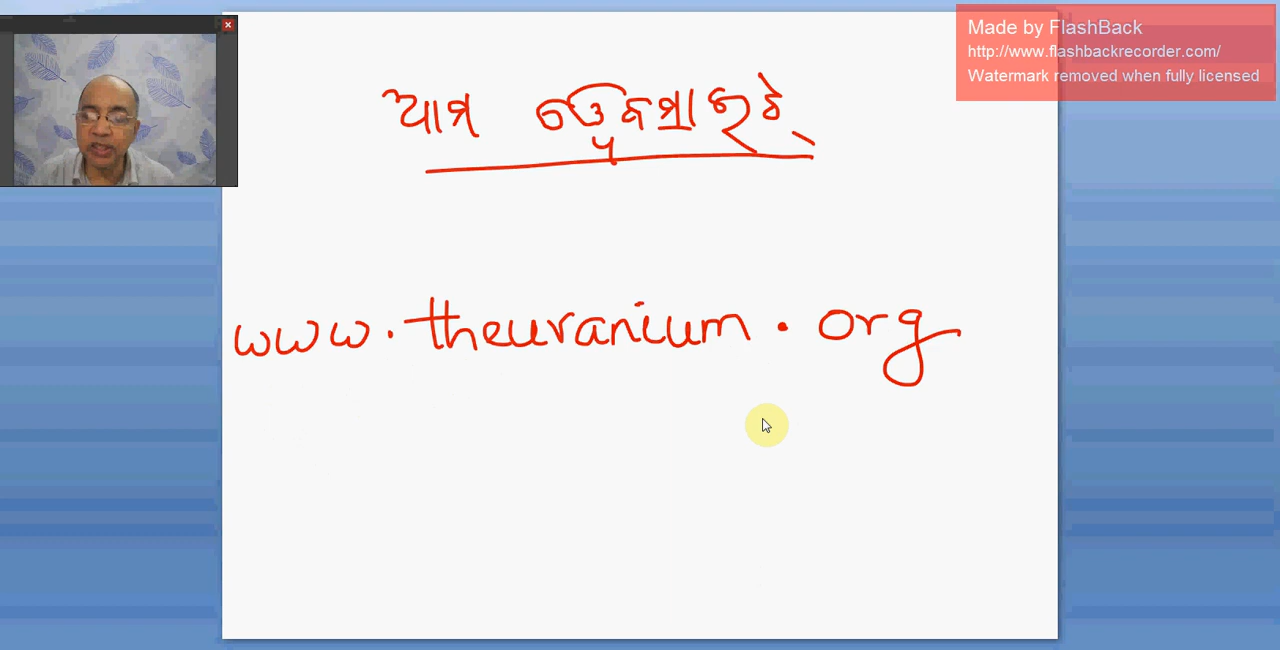 ଆମ ୱେବସାଇଟ୍
www.theuranium.org
Made by FlashBack
http://www.flashbackrecorder.com/
Watermark removed when fully licensed